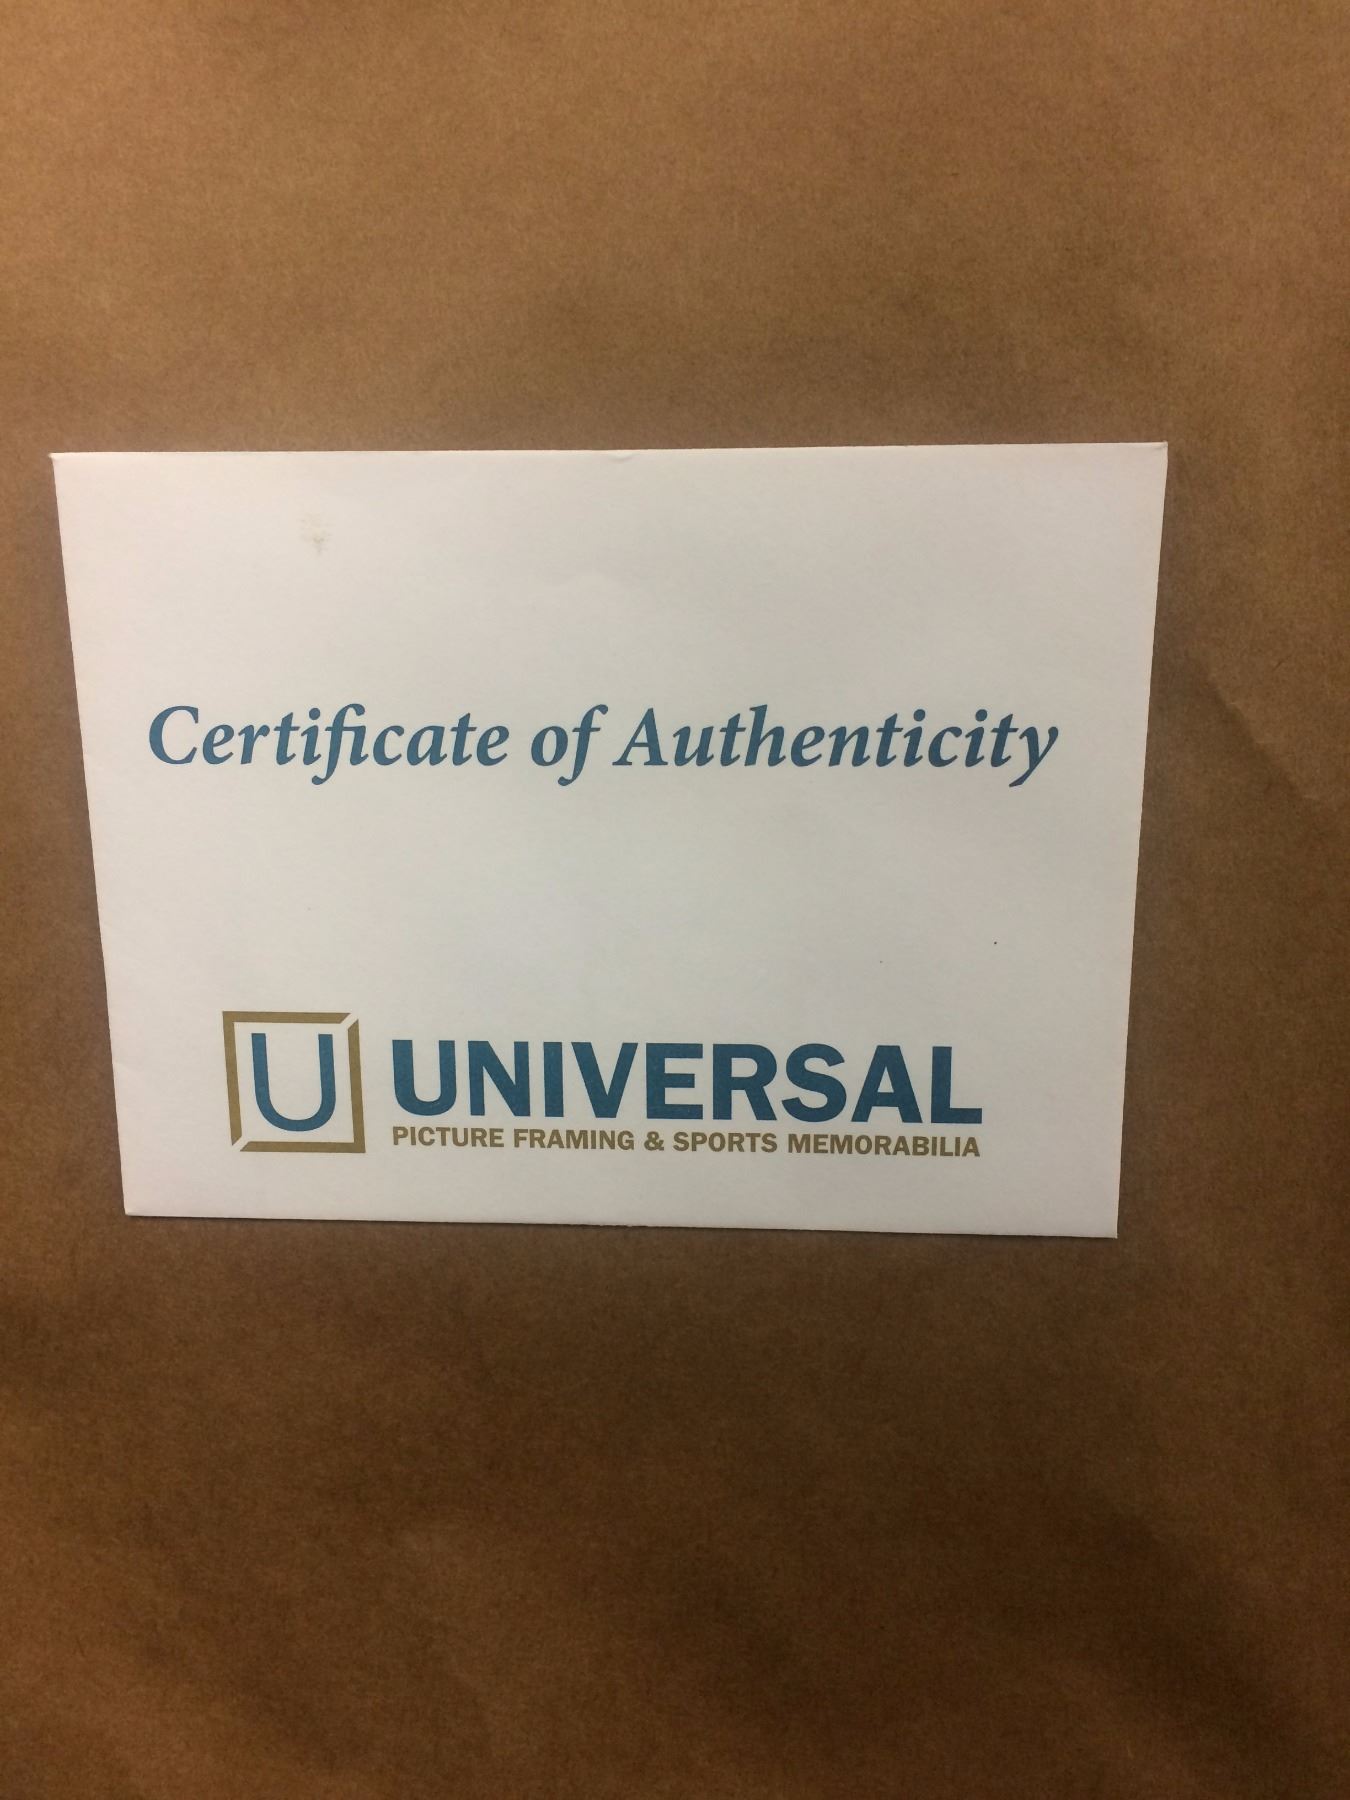 Certificate of Authenticity
U UNIVERSAL
PICTURE FRAMING & SPORTS MEMORABILIA